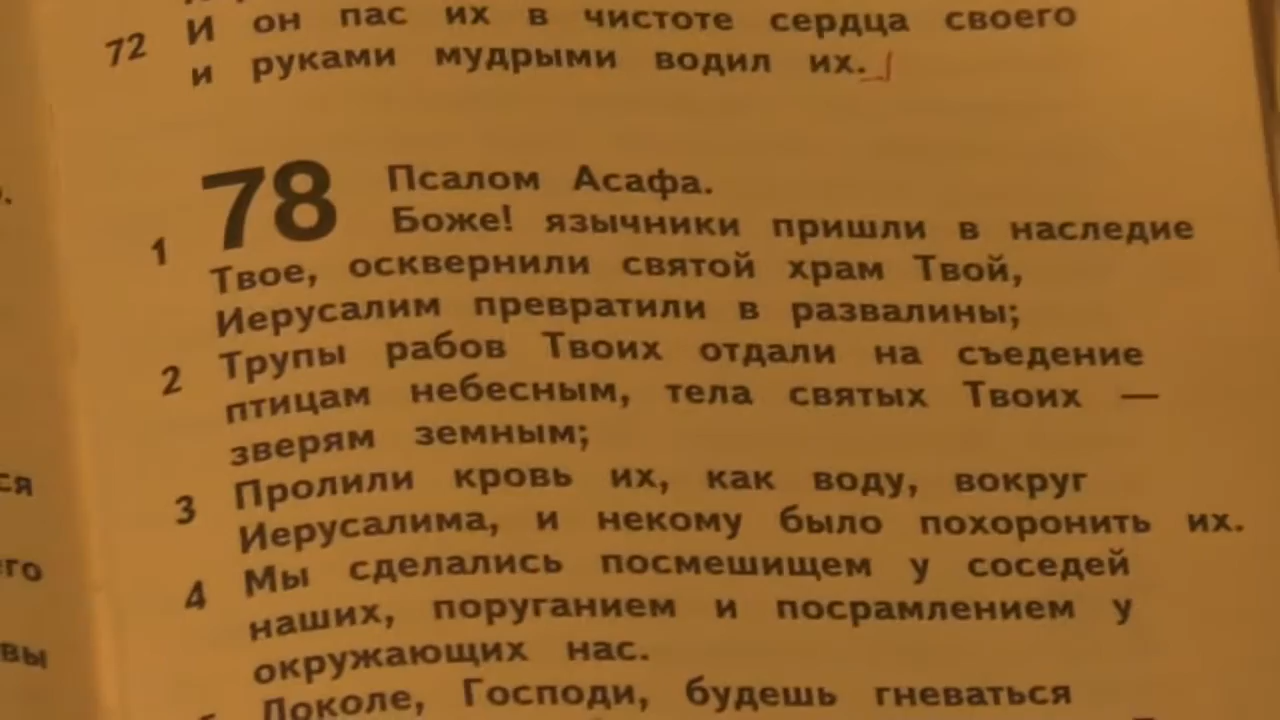 72 И он пас их в чистоте сердца своего
и руками мудрыми водил их.
78 Псалом Асафа.
1 Боже! язычники пришли в наследие
Твое, осквернили святой храм Твой,
Иерусалим превратили в развалины;
2 Трупы рабов Твоих отдали на съедение
птицам небесным, тела святых Твоих —
зверям земным;
3 Пролили кровь их, как воду, вокруг
Иерусалима, и некому было похоронить их.
4 Мы сделались посмешищем у соседей
наших, поруганием и посрамлением у
окружающих нас.
Доколе, Господи, будешь гневаться